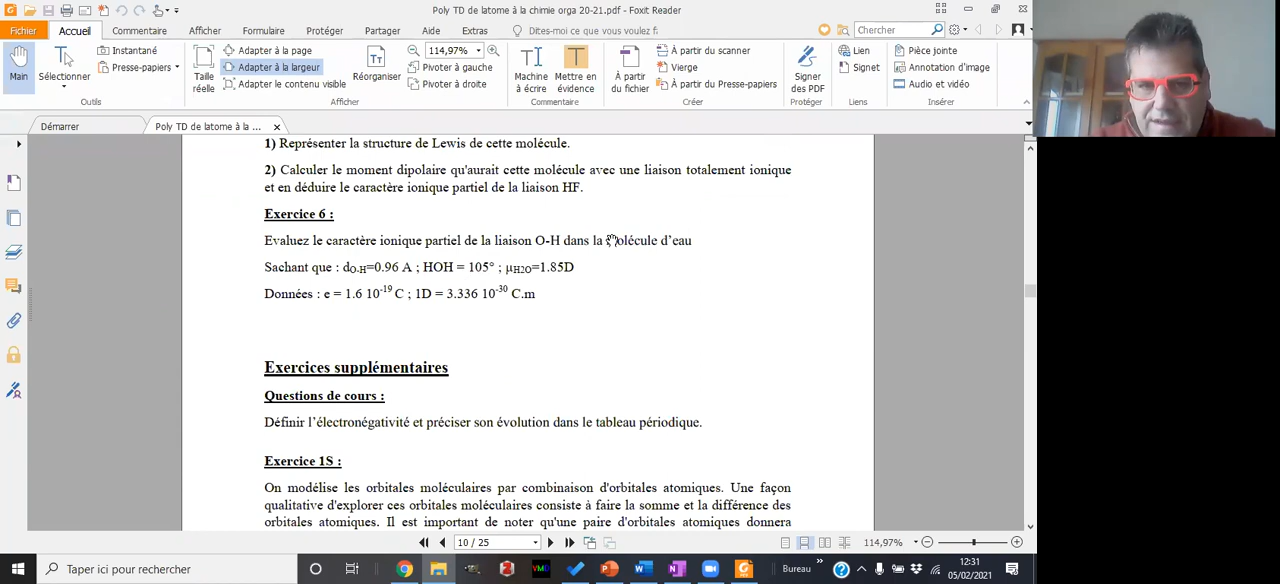 Poly TD de latome à la chimie orga 20-21.pdf - Foxit Reader
Fichier Accueil Commentaire Afficher Formulaire Protéger Partager Aide Extras Dites-moi ce que vous voulez f Chercher
Main
Sélectionner
Instantané
Presse-papiers
Outils
Taille réelle
Adapter à la page
Adapter à la largeur
Adapter le contenu visible
Réorganiser
114,97%
Pivoter à gauche
Pivoter à droite
Afficher
Machine à écrire
Mettre en évidence
Commentaire
À partir du fichier
À partir du scanner
Vierge
À partir du Presse-papiers
Créer
Signer des PDF
Protéger
Lien
Signet
Liens
Pièce jointe
Annotation d'image
Audio et vidéo
Insérer
Démarrer Poly TD de latome à la ...
1) Représenter la structure de Lewis de cette molécule.
2) Calculer le moment dipolaire qu'aurait cette molécule avec une liaison totalement ionique
et en déduire le caractère ionique partiel de la liaison HF.
Exercice 6 :
Evaluez le caractère ionique partiel de la liaison O-H dans la molécule d’eau
Sachant que : dO-H=0.96 A ; HOH = 105° ; µH2O=1.85D
Données : e = 1.6 10-19 C ; 1D = 3.336 10-30 C.m
Exercices supplémentaires
Questions de cours :
Définir l’électronégativité et préciser son évolution dans le tableau périodique.
Exercice 1S :
On modélise les orbitales moléculaires par combinaison d'orbitales atomiques. Une façon
qualitative d'explorer ces orbitales moléculaires consiste à faire la somme et la différence des
orbitales atomiques. Il est important de noter qu'une paire d'orbitales atomiques donnera
10 / 25 114,97%
Taper ici pour rechercher
VMD
Bureau
12:31
05/02/2021